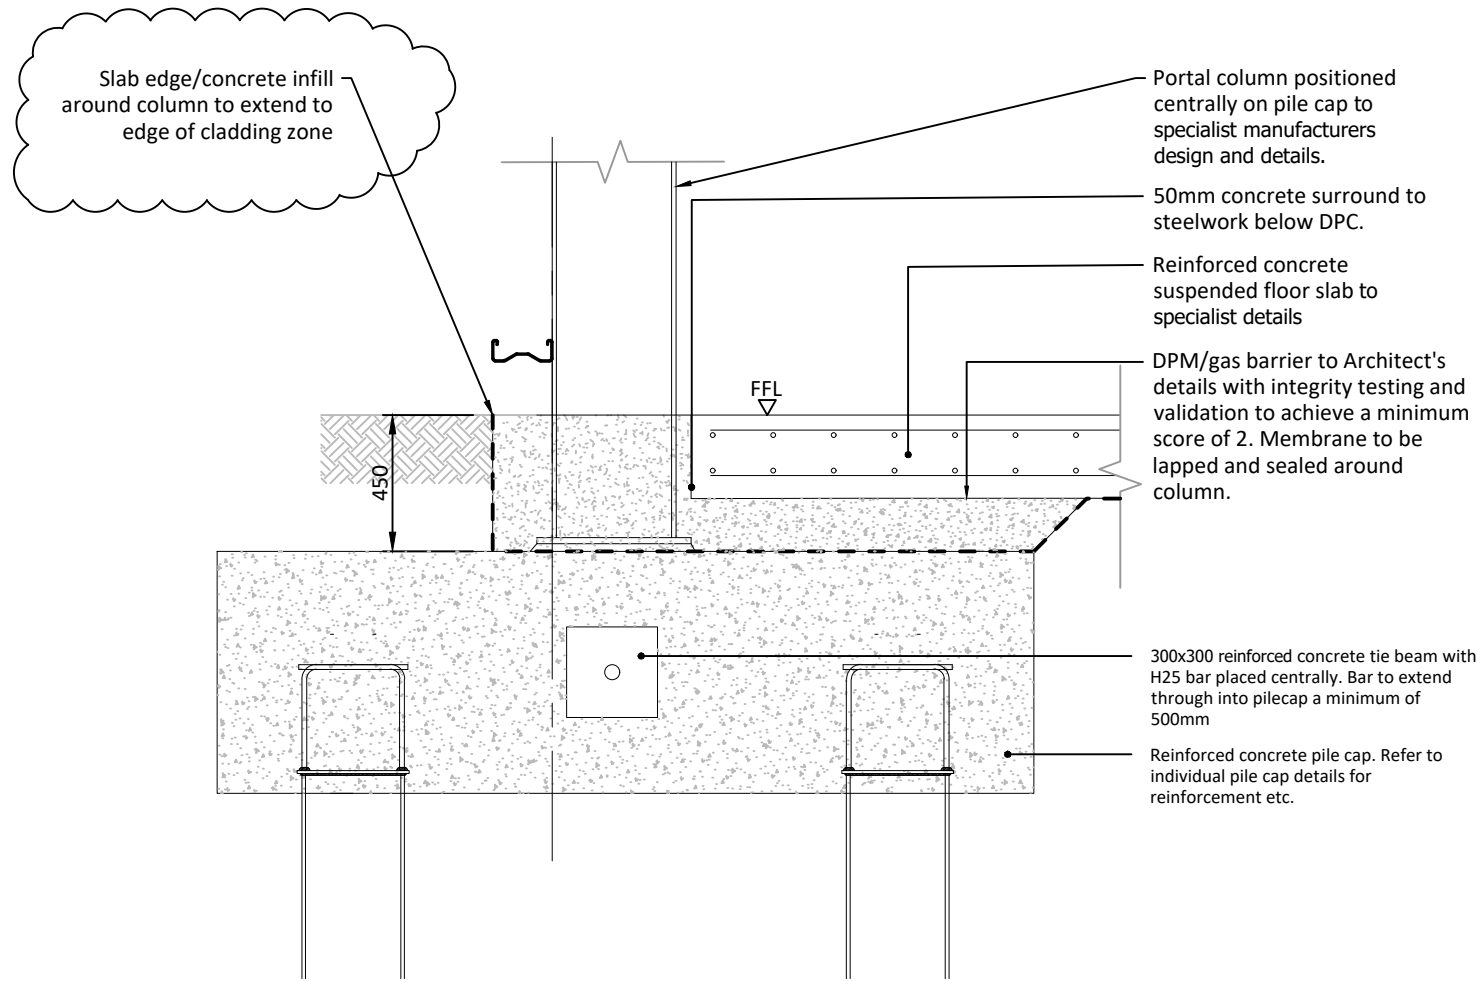 Slab edge/concrete infill
around column to extend to
edge of cladding zone
Portal column positioned
centrally on pile cap to
specialist manufacturers
design and details.
50mm concrete surround to
steelwork below DPC.
Reinforced concrete
suspended floor slab to
specialist details
DPM/gas barrier to Architect's
details with integrity testing and
validation to achieve a minimum
score of 2. Membrane to be
lapped and sealed around
column.
FFL
450
300x300 reinforced concrete tie beam with
H25 bar placed centrally. Bar to extend
through into pilecap a minimum of
500mm
Reinforced concrete pile cap. Refer to
individual pile cap details for
reinforcement etc.